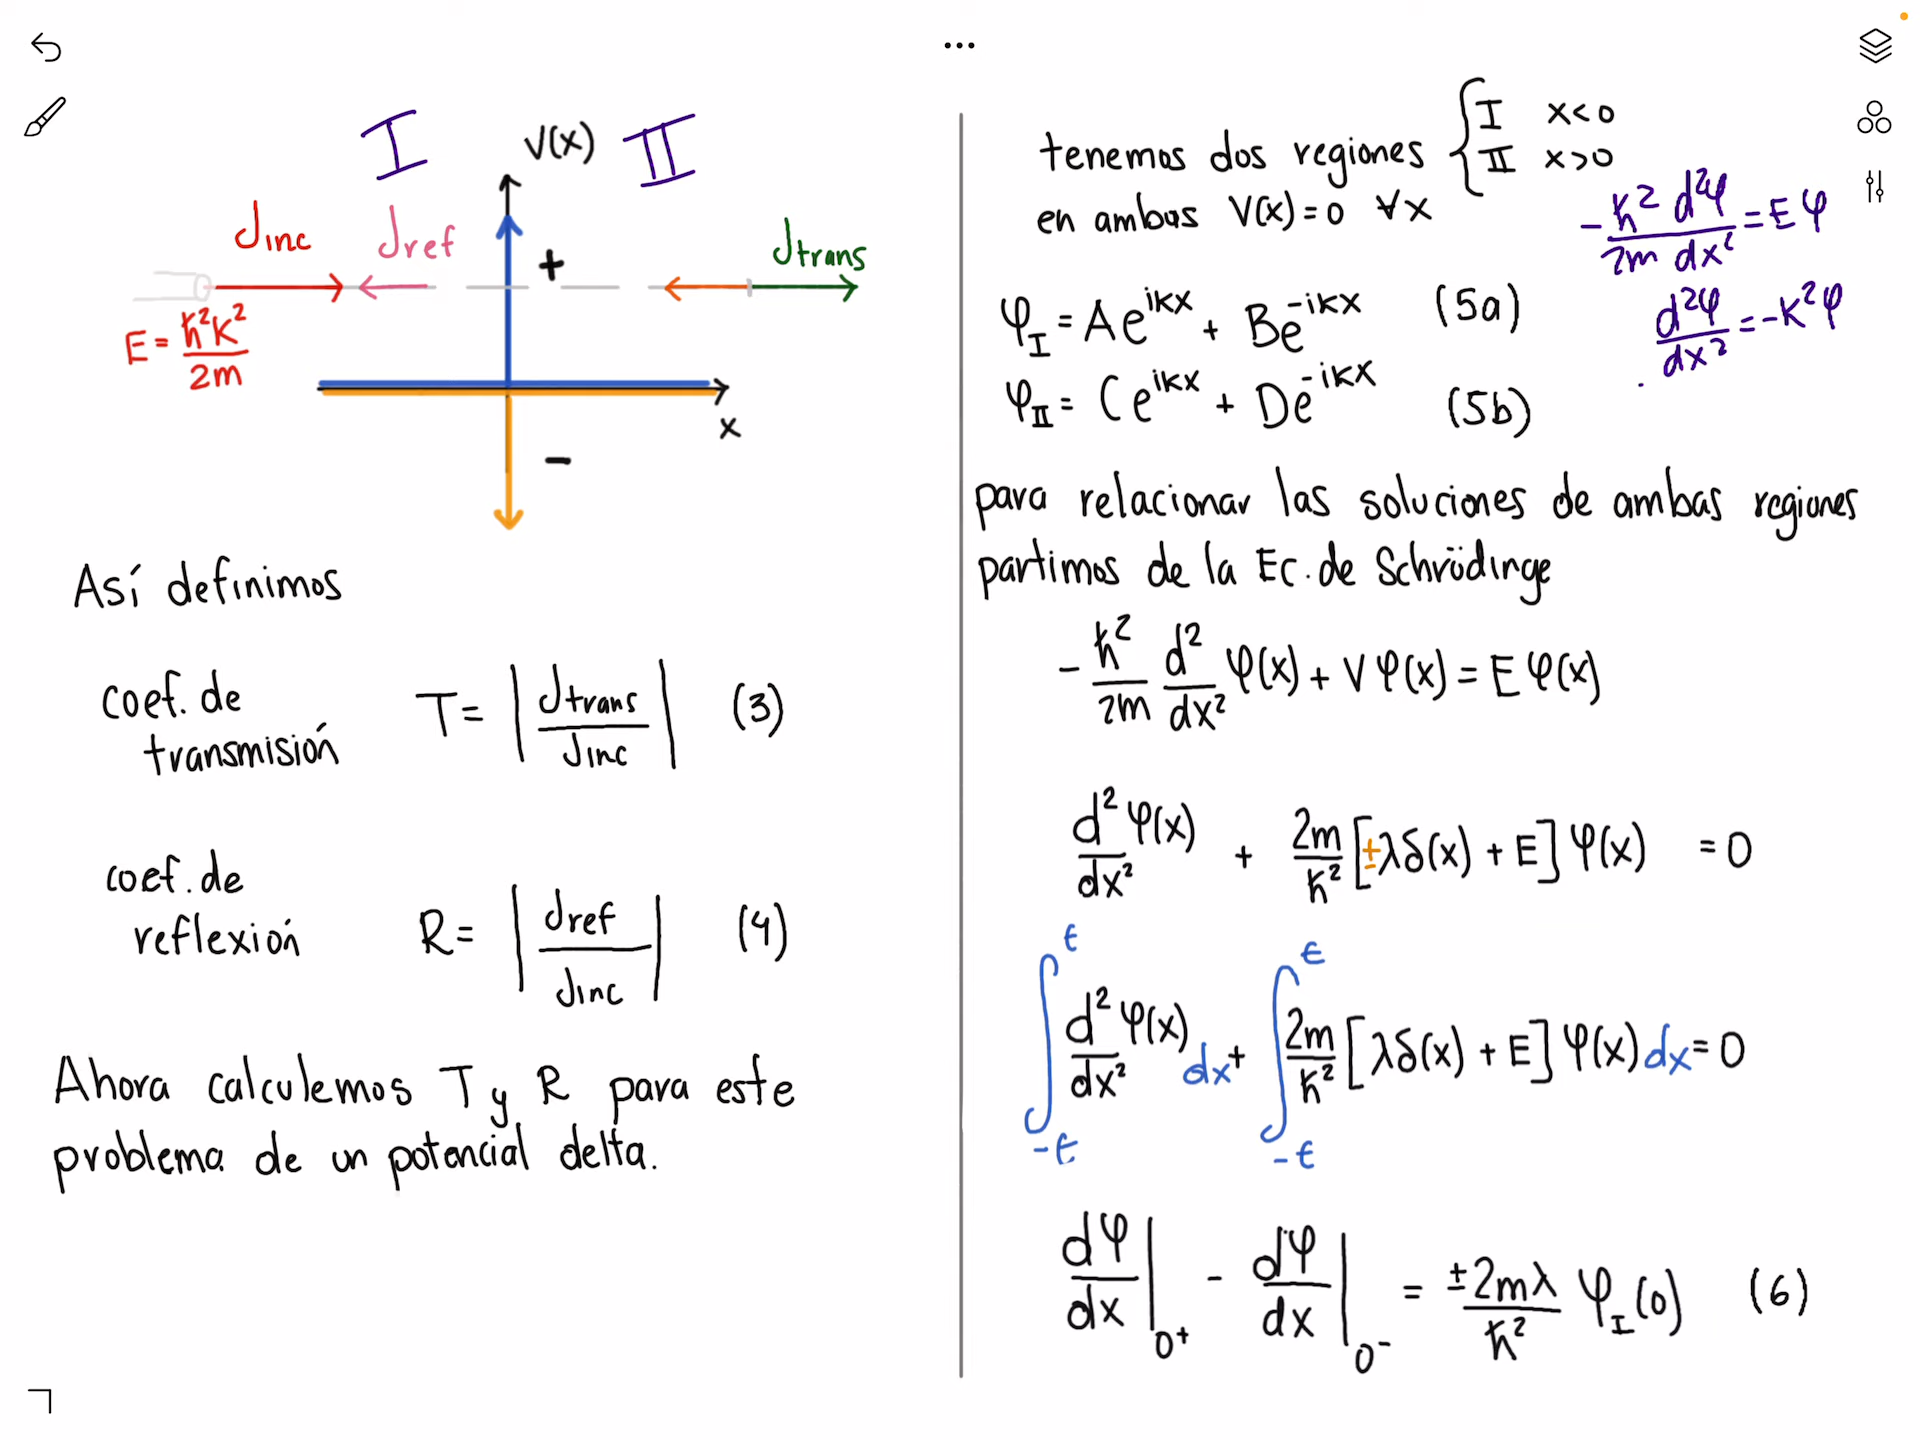 I
V(x)
II
Jinc
Jref
+
Jtrans
E = ħ²K²/2m
x
-
Así definimos
coef. de
transmisión
T = |Jtrans/Jinc| (3)
coef. de
reflexión
R = |Jref/Jinc| (4)
Ahora calculemos T y R para este
problema de un potencial delta.
tenemos dos regiones { I x<0
II x>0
en ambas V(x)=0 ∀x
-ħ²/2m d²φ/dx² = Eφ
d²φ/dx² = -K²φ
φ_I = Ae^{iKx} + Be^{-iKx} (5a)
φ_II = Ce^{iKx} + De^{-iKx} (5b)
para relacionar las soluciones de ambas regiones
partimos de la Ec. de Schrödinge
-ħ²/2m d²/dx² φ(x) + Vφ(x) = Eφ(x)
d²φ(x)/dx² + 2m/ħ² [±λδ(x) + E] φ(x) = 0
∫_{-ϵ}^{ϵ} d²φ(x)/dx² dx + ∫_{-ϵ}^{ϵ} 2m/ħ² [λδ(x) + E] φ(x) dx = 0
dφ/dx|_{0⁺} - dφ/dx|_{0⁻} = ±2mλ/ħ² φ_I(0) (6)